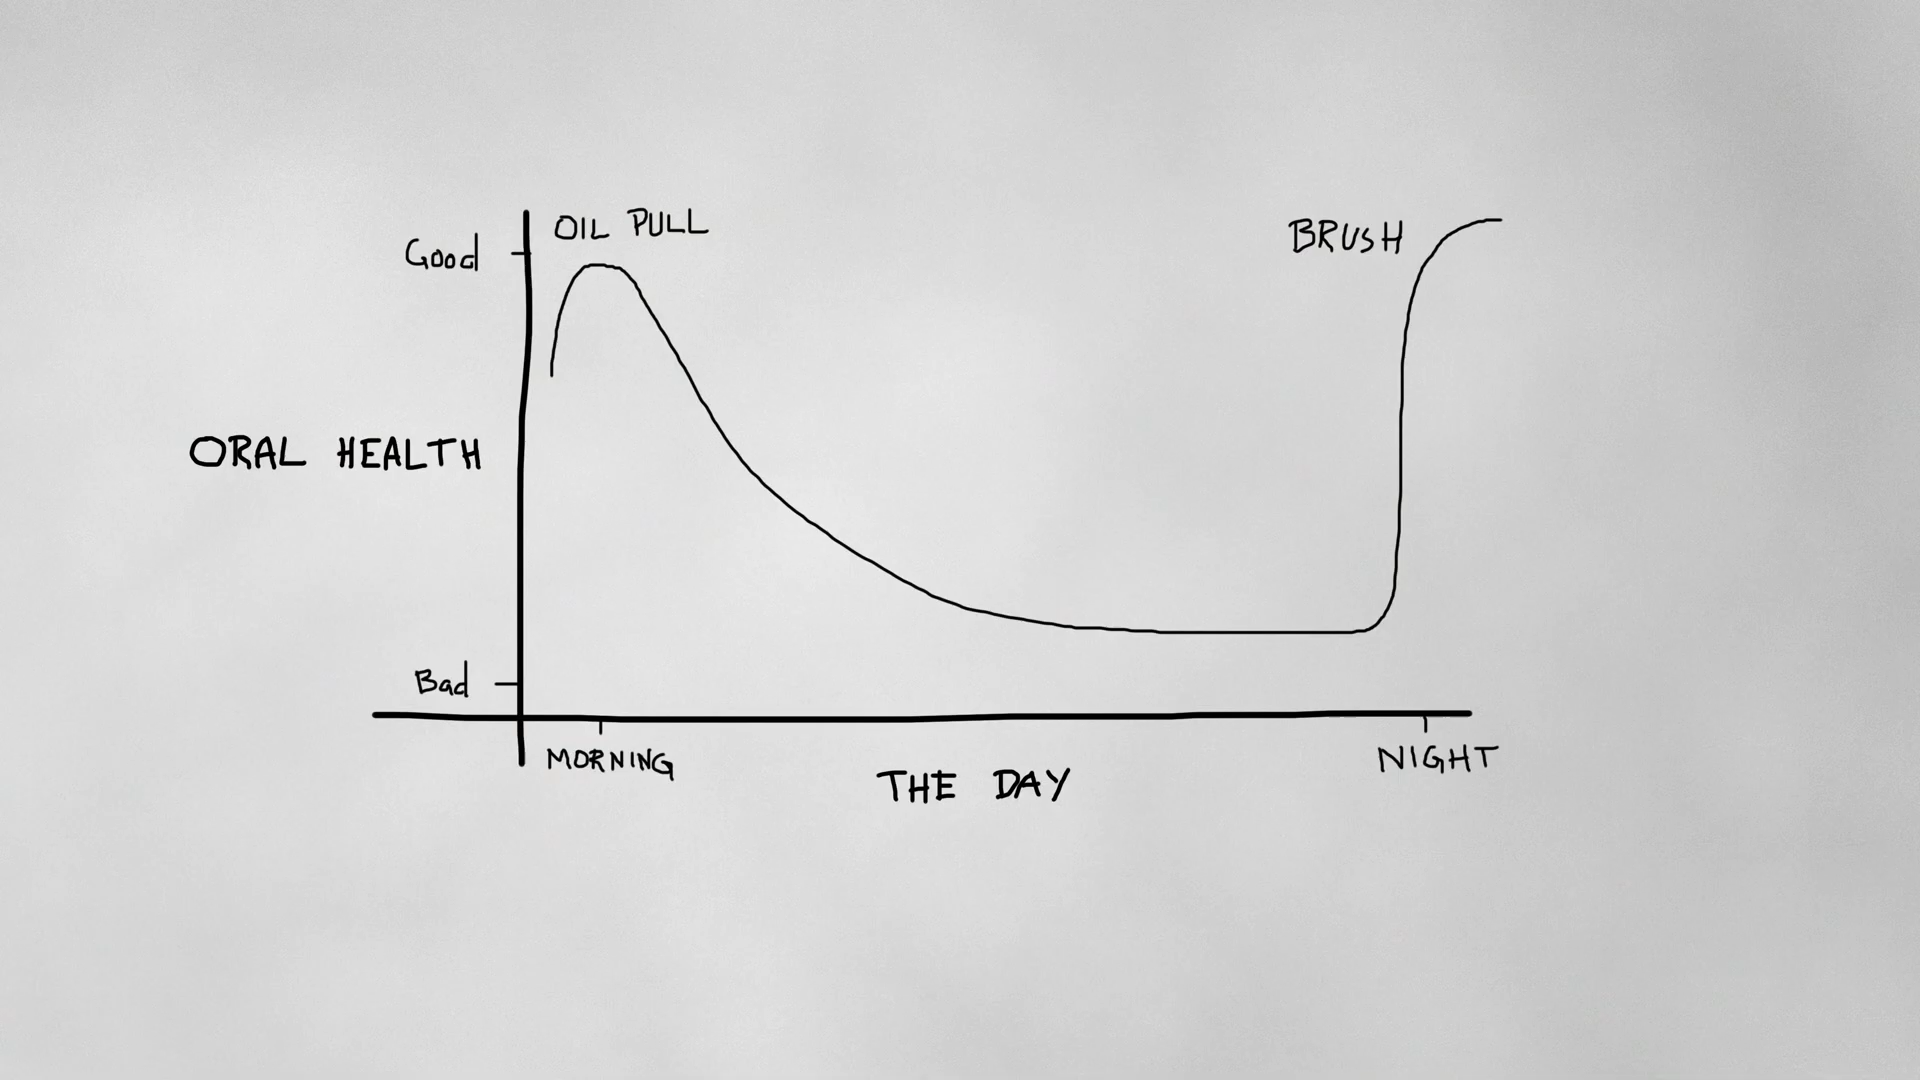 OIL PULL
BRUSH
Good
ORAL HEALTH
Bad
MORNING
NIGHT
THE DAY